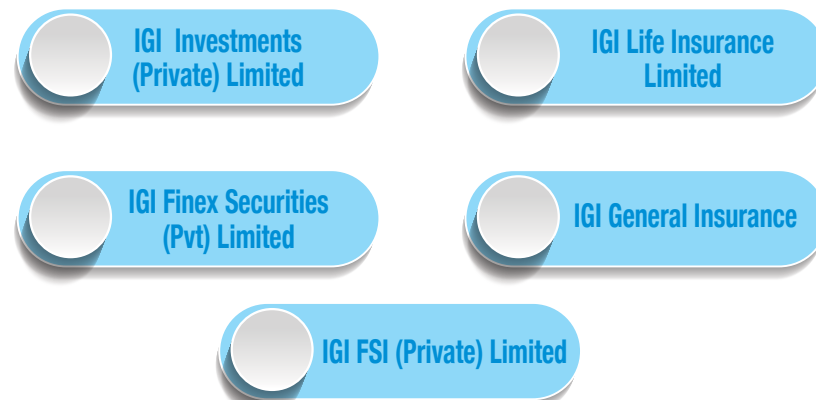 IGI Investments
(Private) Limited
IGI Life Insurance
Limited
IGI Finex Securities
(Pvt) Limited
IGI General Insurance
IGI FSI (Private) Limited